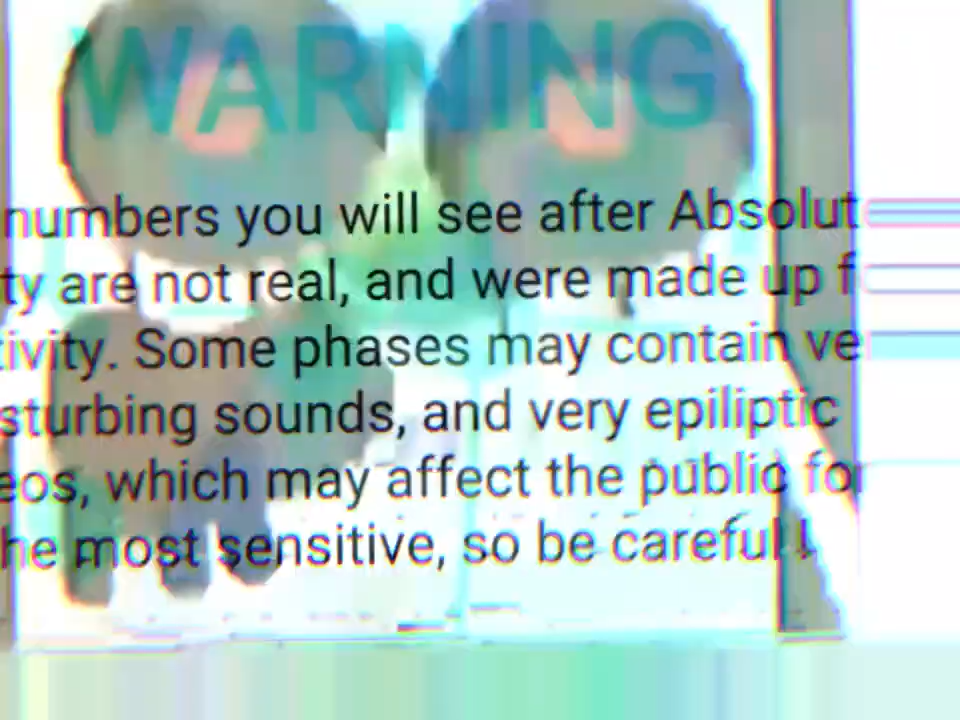 WARNING
numbers you will see after Absolut
ty are not real, and were made up f
tivity. Some phases may contain ve
sturbing sounds, and very epiliptic
eos, which may affect the public for
he most sensitive, so be careful !